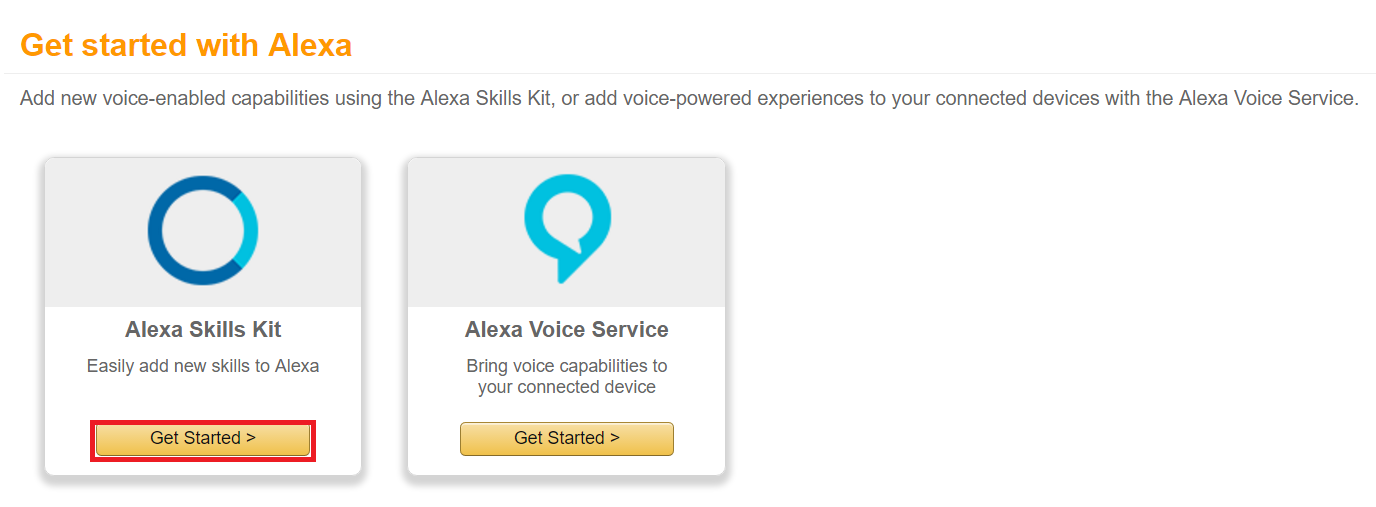 Get started with Alexa
Add new voice-enabled capabilities using the Alexa Skills Kit, or add voice-powered experiences to your connected devices with the Alexa Voice Service.
Alexa Skills Kit
Easily add new skills to Alexa
Get Started >
Alexa Voice Service
Bring voice capabilities to
your connected device
Get Started >